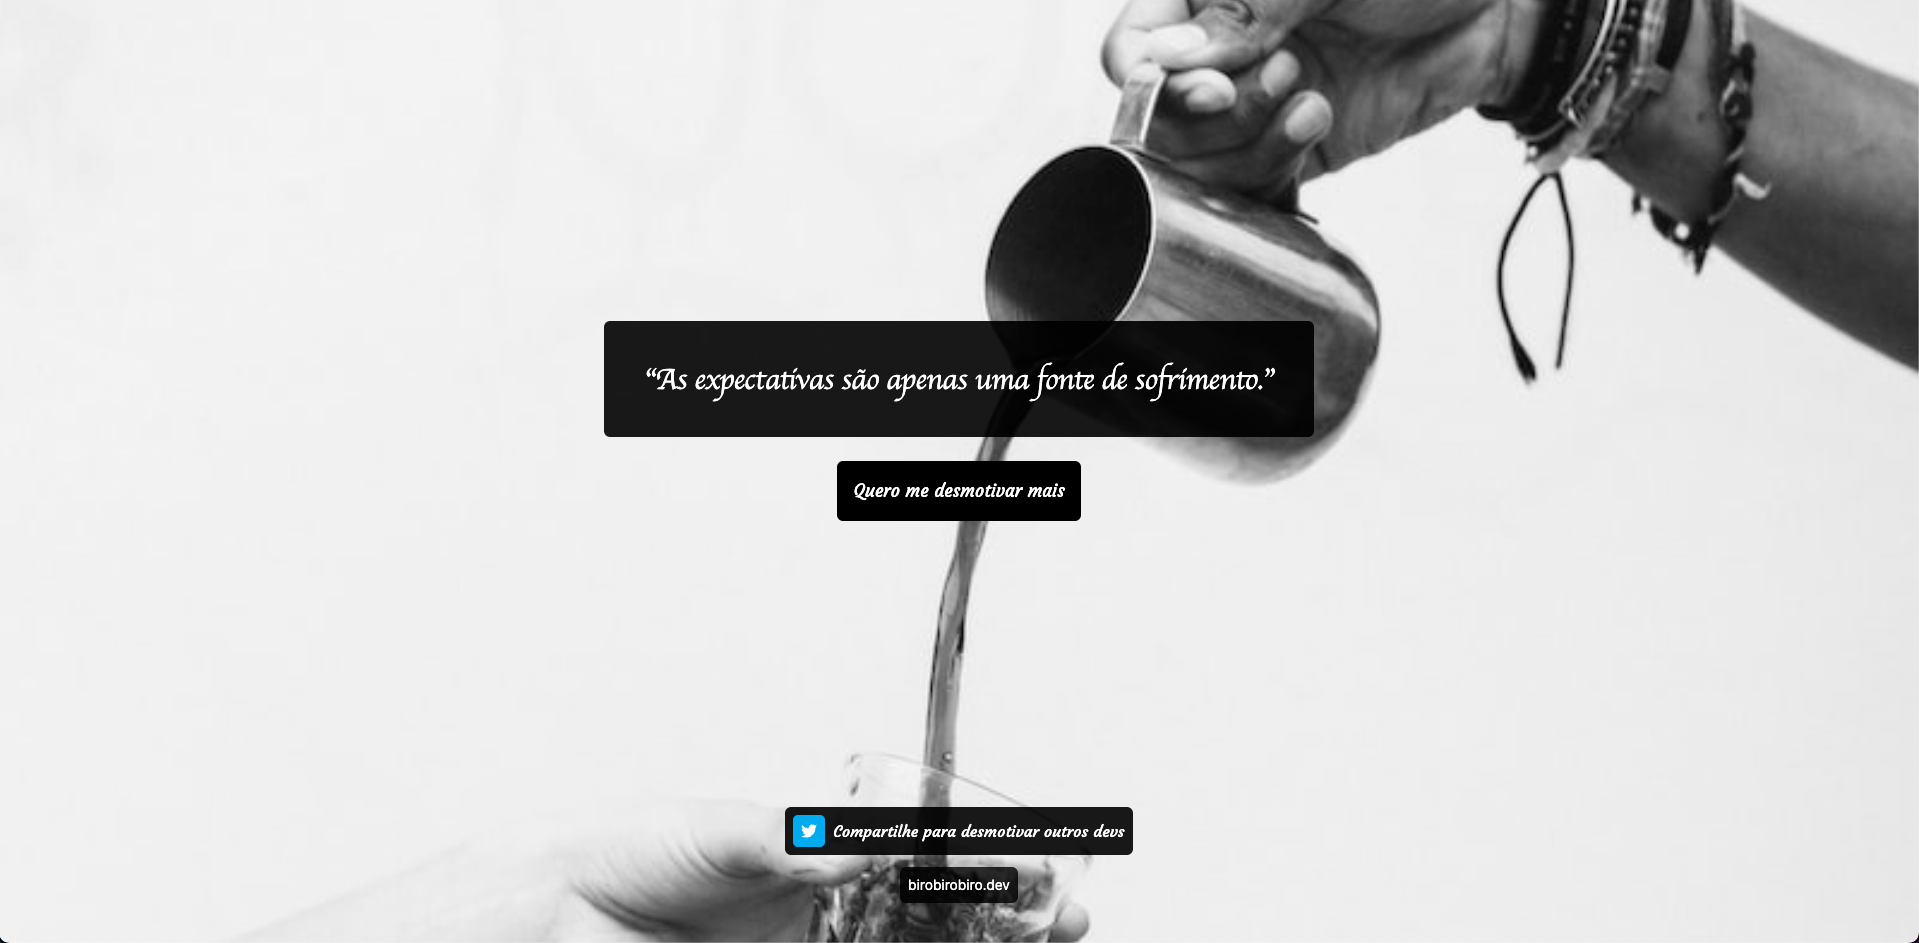 “As expectativas são apenas uma fonte de sofrimento.”
Quero me desmotivar mais
Compartilhe para desmotivar outros devs
birobirobiro.dev